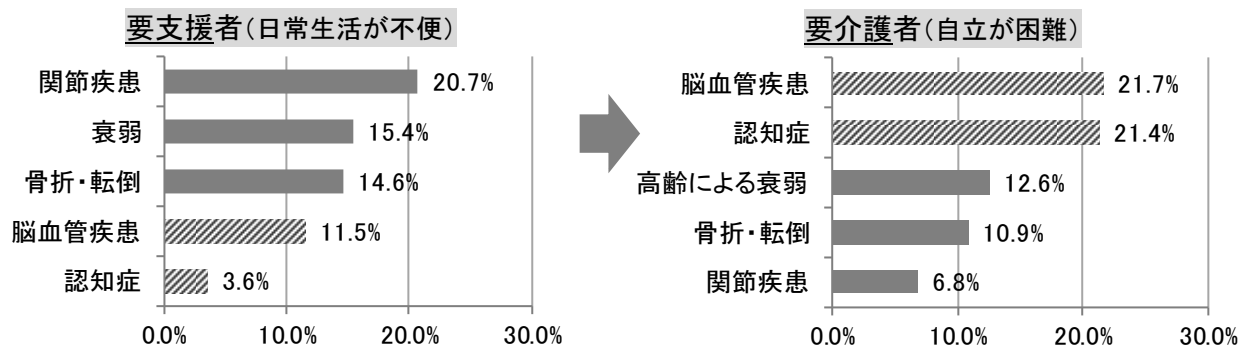 要支援者(日常生活が不便)
関節疾患 20.7%
衰弱 15.4%
骨折・転倒 14.6%
脳血管疾患 11.5%
認知症 3.6%
0.0% 10.0% 20.0% 30.0%
要介護者(自立が困難)
脳血管疾患 21.7%
認知症 21.4%
高齢による衰弱 12.6%
骨折・転倒 10.9%
関節疾患 6.8%
0.0% 10.0% 20.0% 30.0%